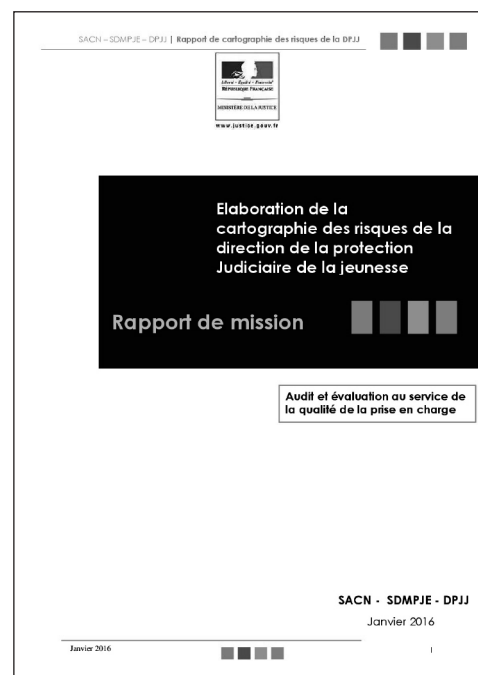 SACN – SDMPJE – DPJJ | Rapport de cartographie des risques de la DPJJ
Liberté • Égalité • Fraternité
RÉPUBLIQUE FRANÇAISE
MINISTÈRE DE LA JUSTICE
www.justice.gouv.fr
Elaboration de la
cartographie des risques de la
direction de la protection
Judiciaire de la jeunesse
Rapport de mission
Audit et évaluation au service de
la qualité de la prise en charge
SACN - SDMPJE - DPJJ
Janvier 2016
Janvier 2016
1